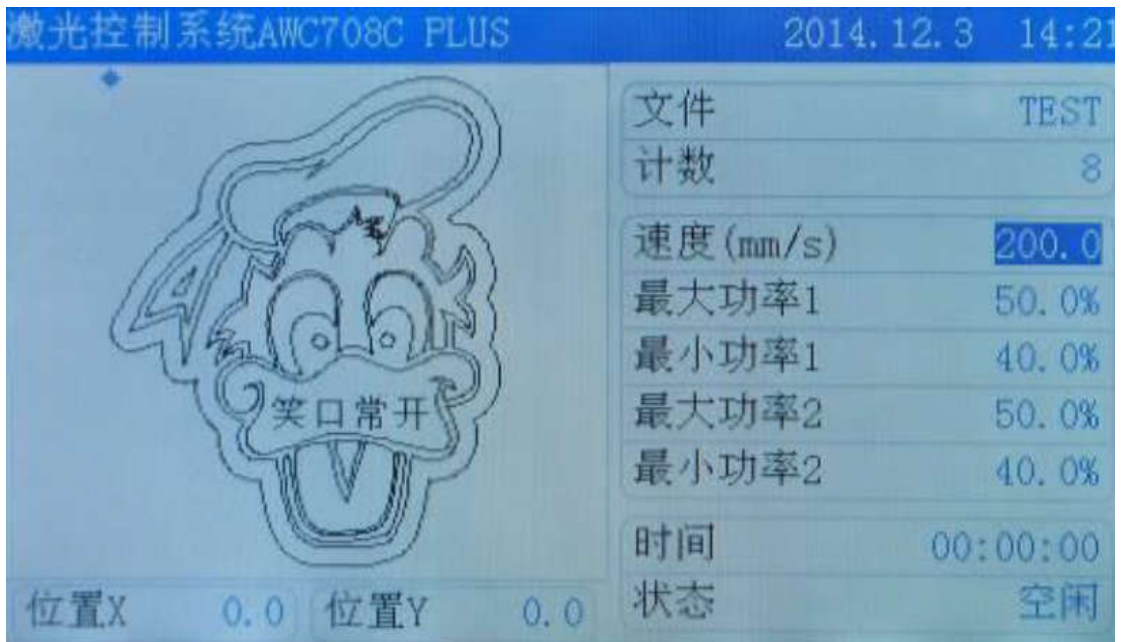 激光控制系统AWC708C PLUS 2014.12.3 14:21
文件 TEST
计数 8
速度(mm/s) 200.0
最大功率1 50.0%
最小功率1 40.0%
最大功率2 50.0%
最小功率2 40.0%
笑口常开
时间 00:00:00
状态 空闲
位置X 0.0 位置Y 0.0